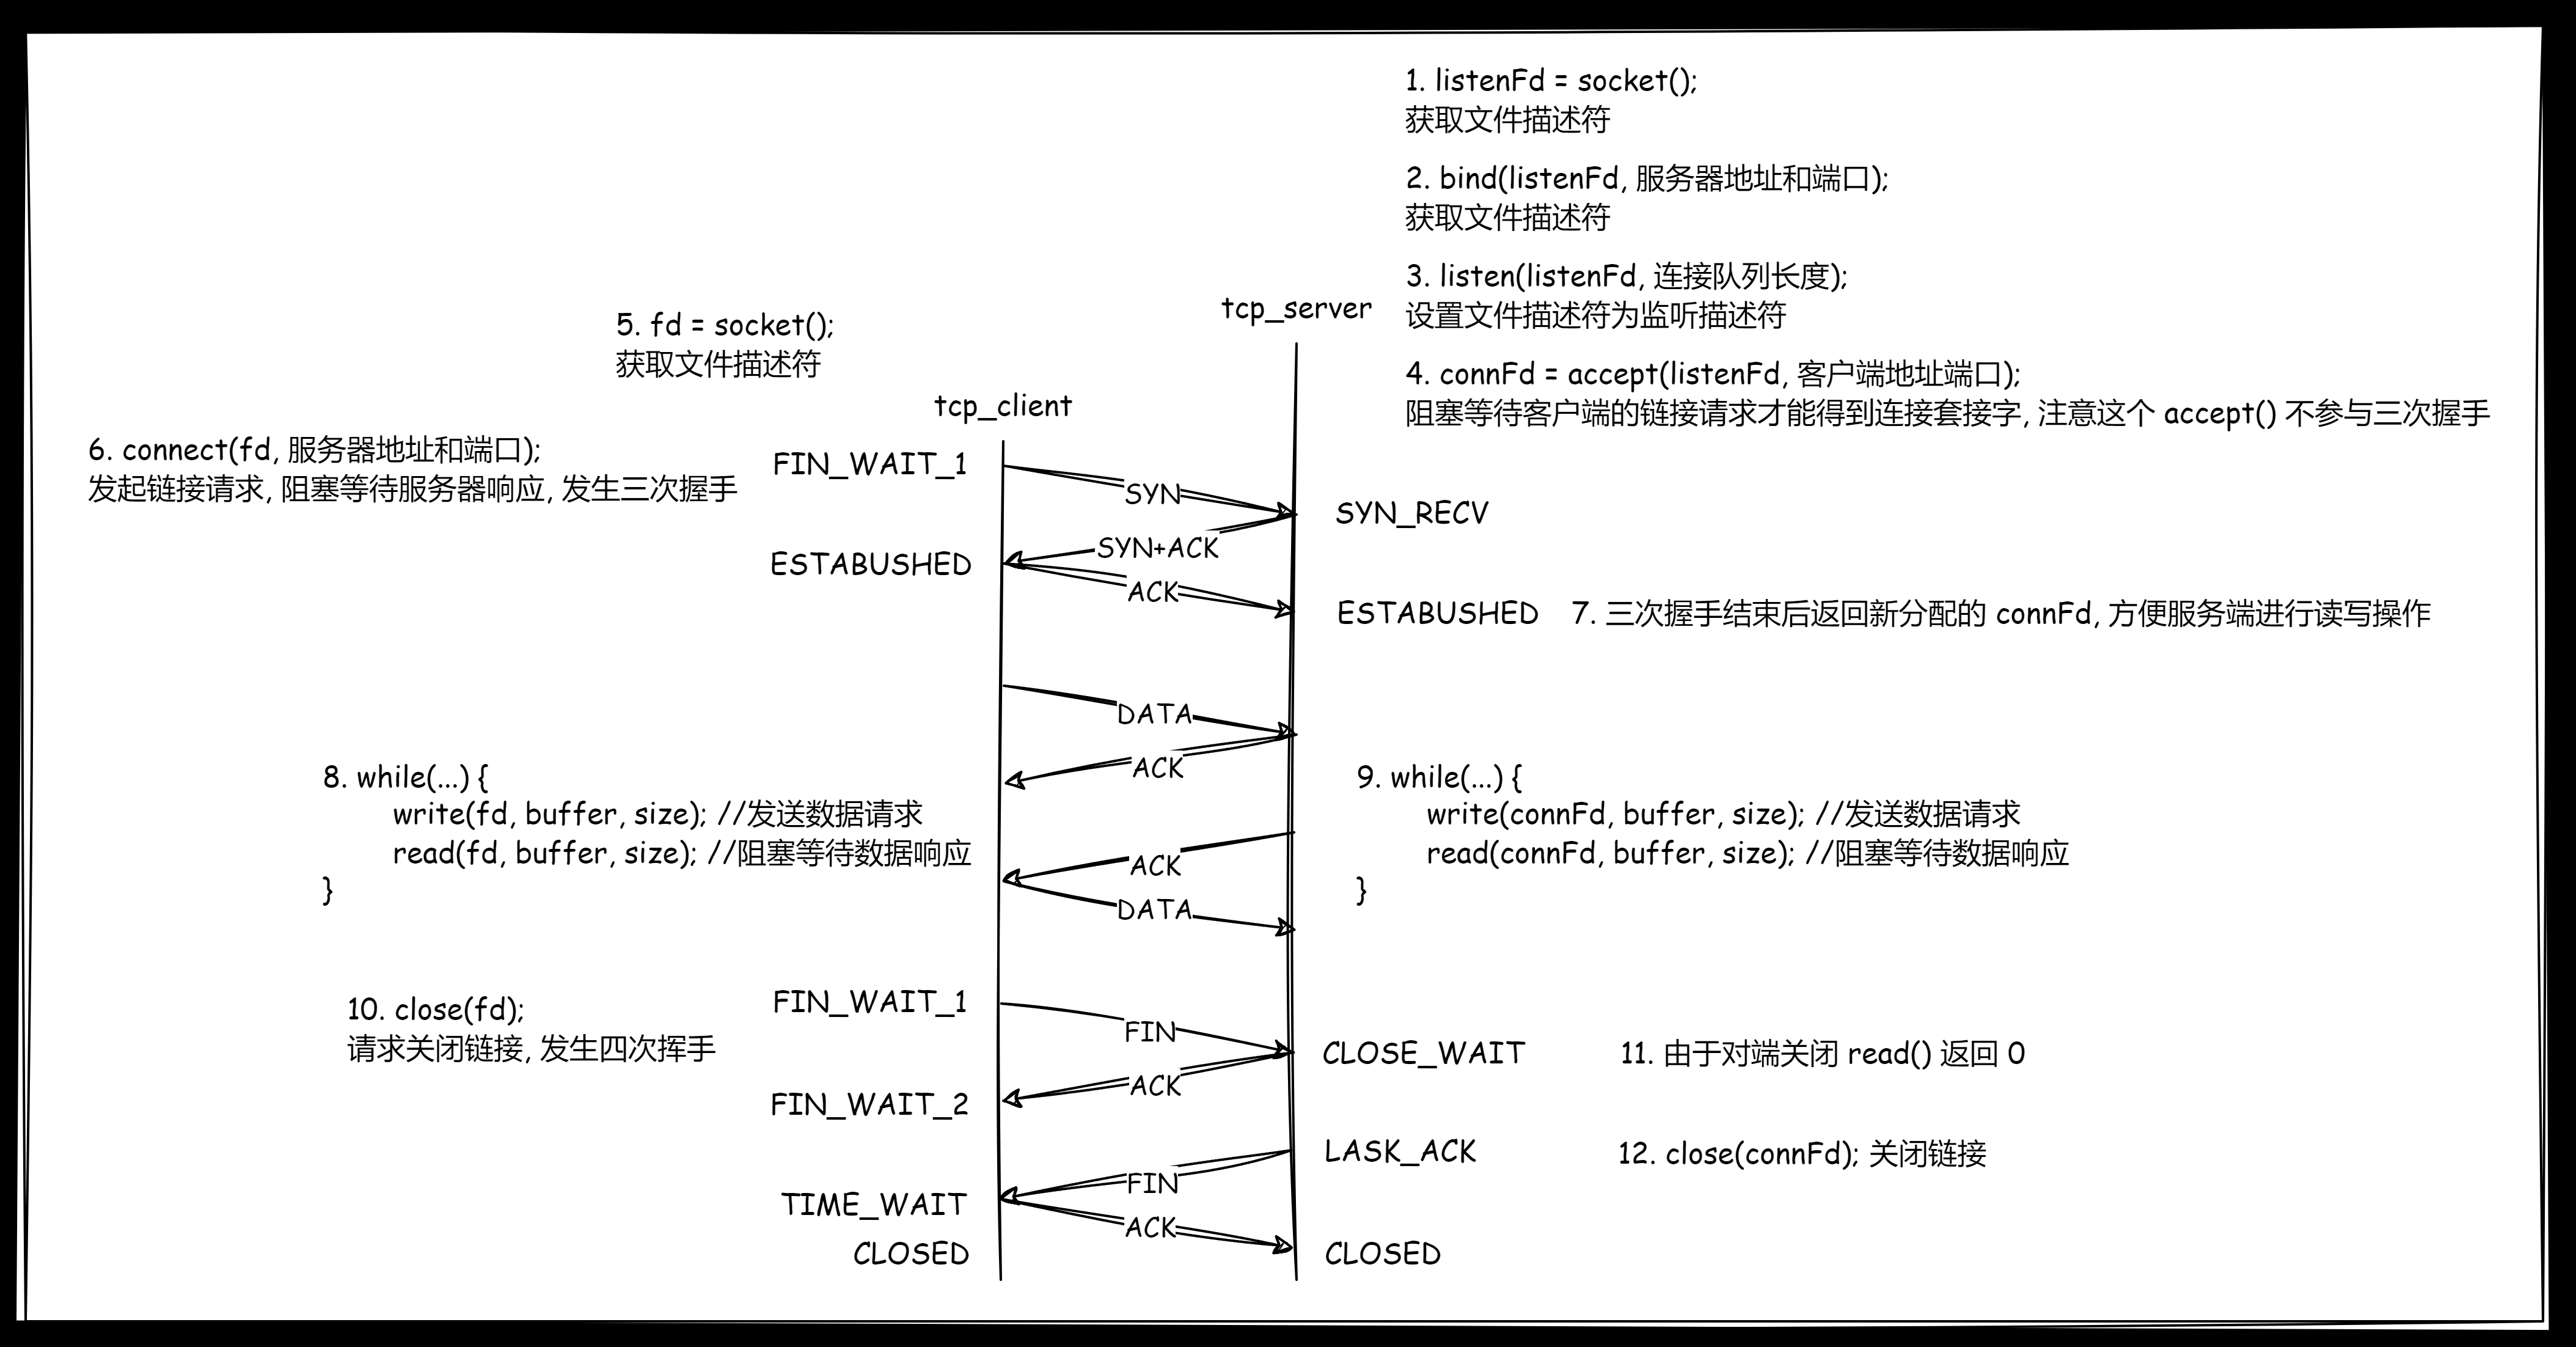 1. listenFd = socket();
获取文件描述符
2. bind(listenFd, 服务器地址和端口);
获取文件描述符
3. listen(listenFd, 连接队列长度);
设置文件描述符为监听描述符
tcp_server
5. fd = socket();
获取文件描述符
4. connFd = accept(listenFd, 客户端地址端口);
阻塞等待客户端的链接请求才能得到连接套接字, 注意这个 accept() 不参与三次握手
tcp_client
6. connect(fd, 服务器地址和端口);
发起链接请求, 阻塞等待服务器响应, 发生三次握手
FIN_WAIT_1
SYN
SYN_RECV
SYN+ACK
ESTABUSHED
ACK
ESTABUSHED
7. 三次握手结束后返回新分配的 connFd, 方便服务端进行读写操作
DATA
ACK
8. while(...) {
write(fd, buffer, size); //发送数据请求
read(fd, buffer, size); //阻塞等待数据响应
}
9. while(...) {
write(connFd, buffer, size); //发送数据请求
read(connFd, buffer, size); //阻塞等待数据响应
}
ACK
DATA
10. close(fd);
请求关闭链接, 发生四次挥手
FIN_WAIT_1
FIN
CLOSE_WAIT
11. 由于对端关闭 read() 返回 0
ACK
FIN_WAIT_2
LASK_ACK
12. close(connFd); 关闭链接
FIN
TIME_WAIT
ACK
CLOSED
CLOSED